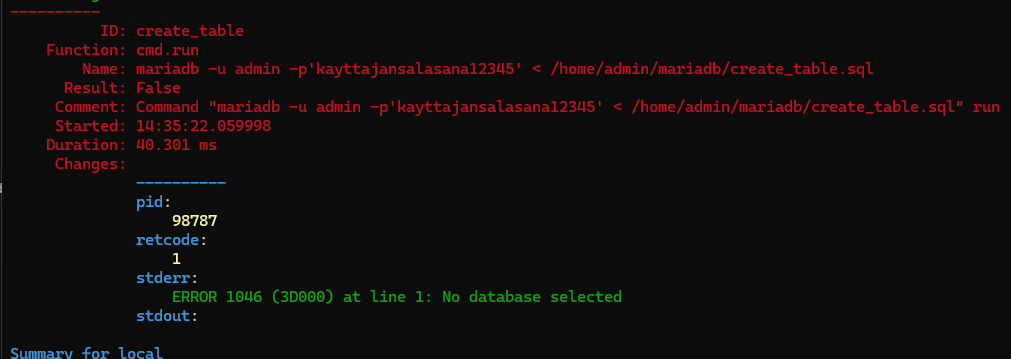 ----------
ID: create_table
Function: cmd.run
Name: mariadb -u admin -p'kayttajansalasana12345' < /home/admin/mariadb/create_table.sql
Result: False
Comment: Command "mariadb -u admin -p'kayttajansalasana12345' < /home/admin/mariadb/create_table.sql" run
Started: 14:35:22.059998
Duration: 40.301 ms
Changes:
----------
pid:
98787
retcode:
1
stderr:
ERROR 1046 (3D000) at line 1: No database selected
stdout:
Summary for local